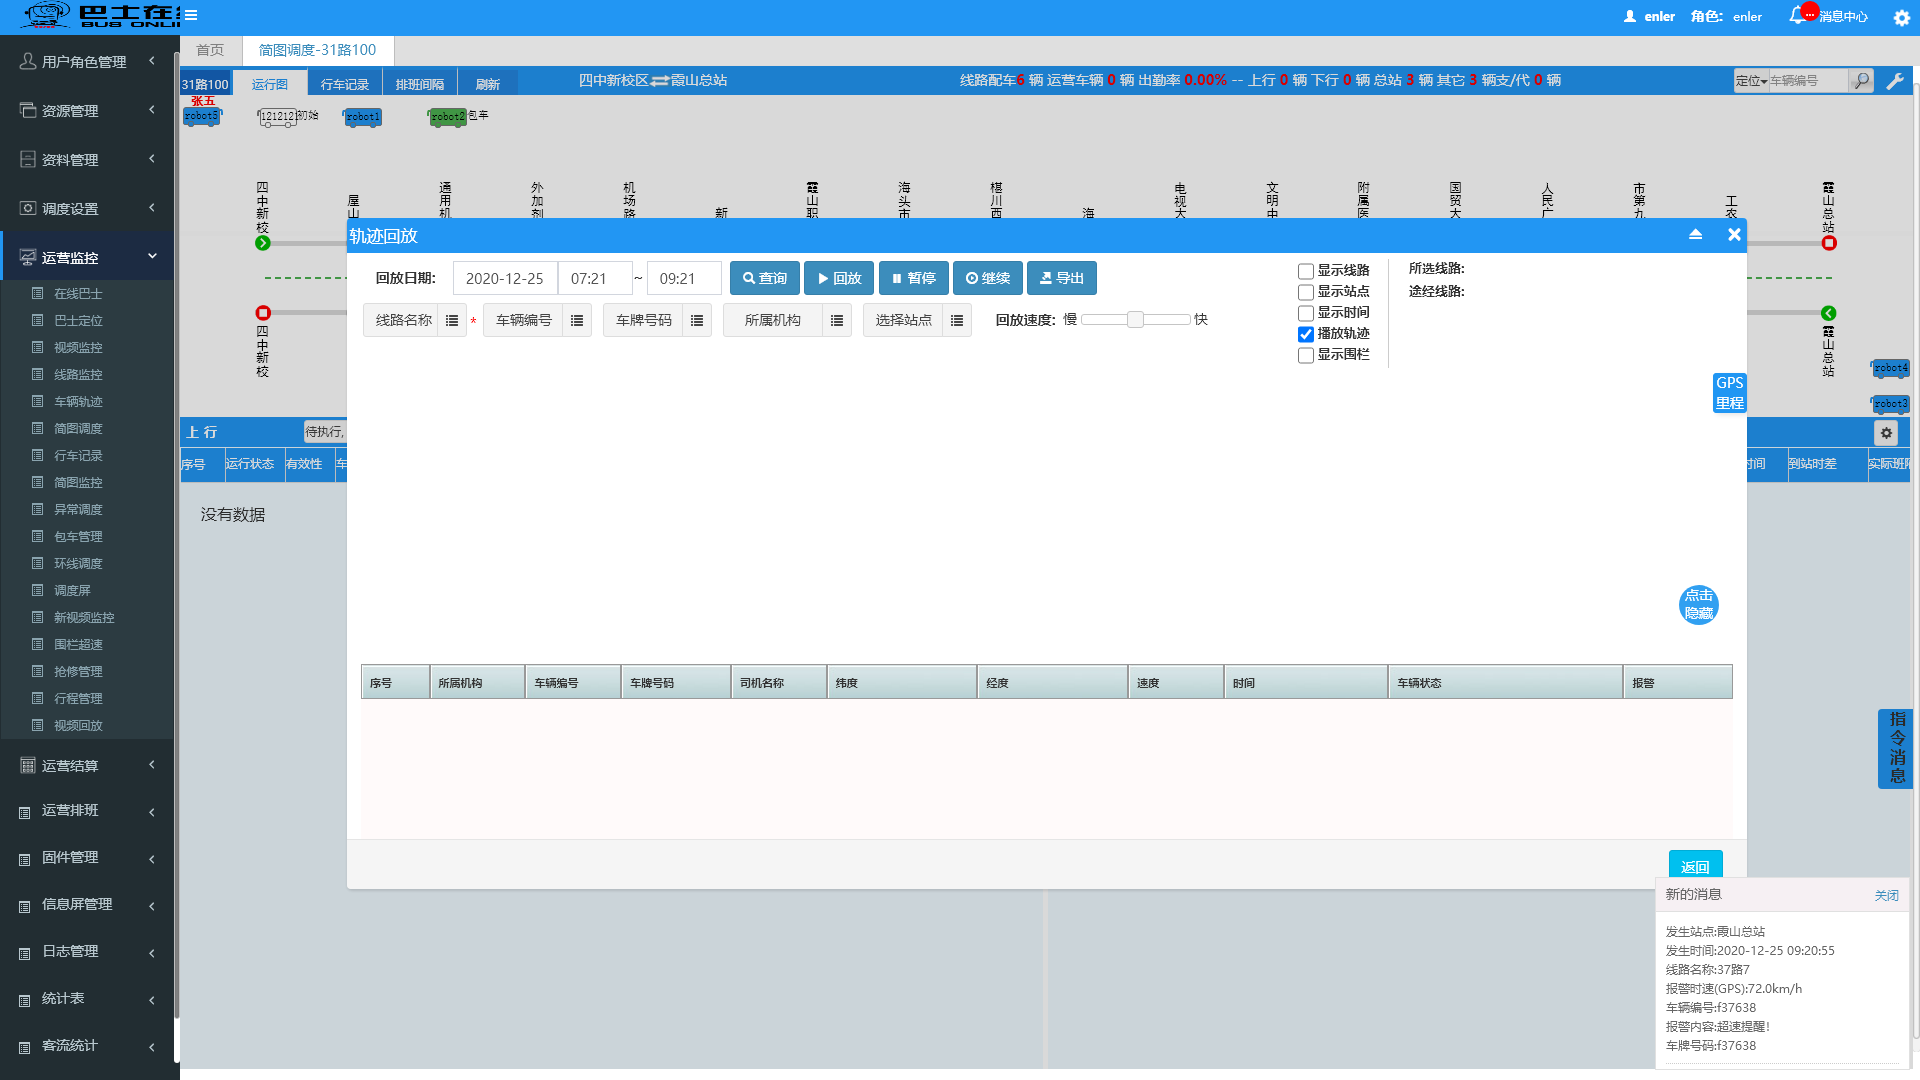 巴士在线
BUS ONLINE
enler 角色: enler
... 消息中心
用户角色管理
资源管理
资料管理
调度设置
运营监控
在线巴士
巴士定位
视频监控
线路监控
车辆轨迹
简图调度
行车记录
简图监控
异常调度
包车管理
环线调度
调度屏
新视频监控
围栏超速
抢修管理
行程管理
视频回放
运营结算
运营排班
固件管理
信息屏管理
日志管理
统计表
客流统计
首页 简图调度-31路100
31路100 运行图 行车记录 排班间隔 刷新 四中新校区 霞山总站 线路配车6 辆 运营车辆 0 辆 出勤率 0.00% -- 上行 0 辆 下行 0 辆 总站 3 辆 其它 3 辆支/代 0 辆 定位 车辆编号
张五
robot5 1212121 初始 robot1 robot2 包车
四中新校 屋山 通用机 外加剂 机场路 新 霞山职 海头市 椹川西 海 电视大 文明中 附属医 国贸大 人民广 市第九 工农 霞山总站
四中新校
霞山总站
robot4
robot3
上 行 待执行,
序号 运行状态 有效性 车
时间 到站时差 实际班隔
没有数据
轨迹回放
回放日期: 2020-12-25 07:21 ~ 09:21 查询 回放 暂停 继续 导出
线路名称 * 车辆编号 车牌号码 所属机构 选择站点 回放速度: 慢 快
显示线路
显示站点
显示时间
播放轨迹
显示围栏
所选线路:
途经线路:
GPS
里程
点击
隐藏
序号 所属机构 车辆编号 车牌号码 司机名称 纬度 经度 速度 时间 车辆状态 报警
返回
指令消息
新的消息 关闭
发生站点:霞山总站
发生时间:2020-12-25 09:20:55
线路名称:37路7
报警时速(GPS):72.0km/h
车辆编号:f37638
报警内容:超速提醒!
车牌号码:f37638